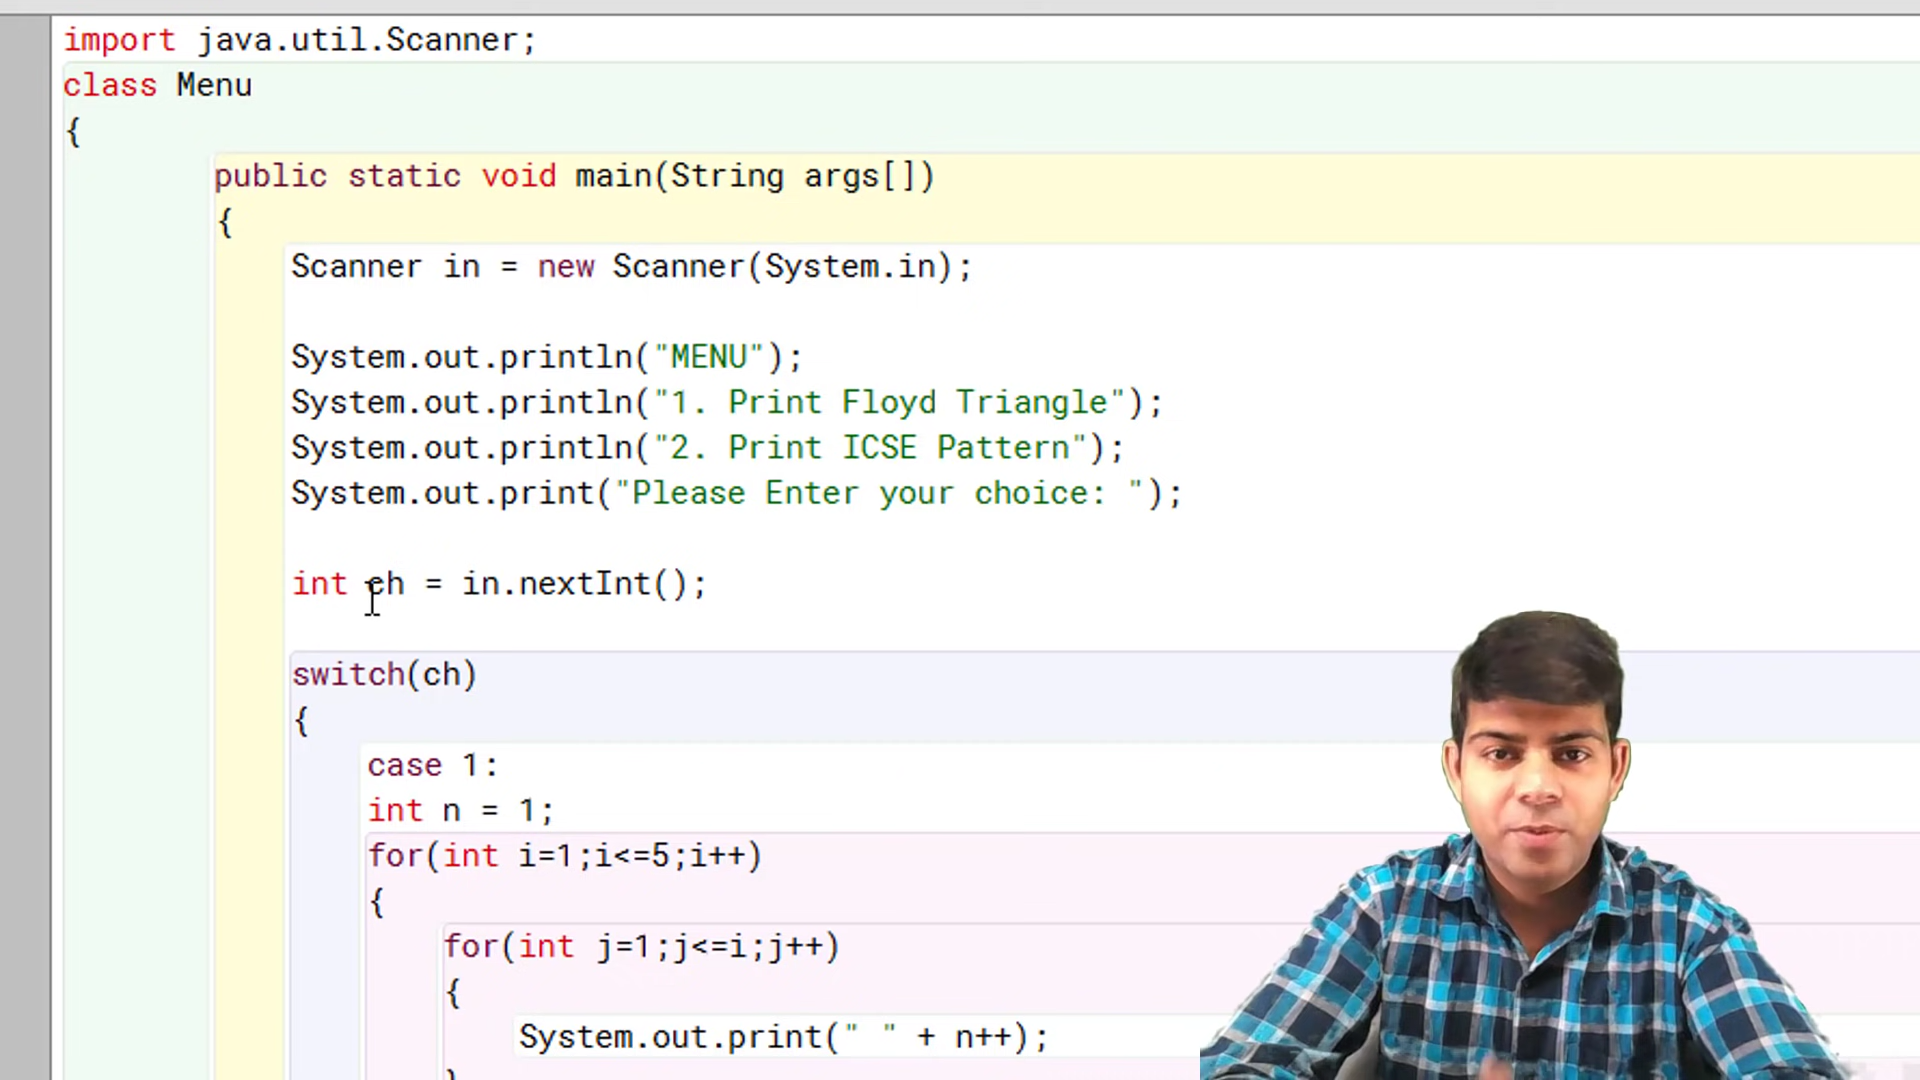 import java.util.Scanner;
class Menu
{
public static void main(String args[])
{
Scanner in = new Scanner(System.in);
System.out.println("MENU");
System.out.println("1. Print Floyd Triangle");
System.out.println("2. Print ICSE Pattern");
System.out.print("Please Enter your choice: ");
int ch = in.nextInt();
switch(ch)
{
case 1:
int n = 1;
for(int i=1;i<=5;i++)
{
for(int j=1;j<=i;j++)
{
System.out.print(" " + n++);
}